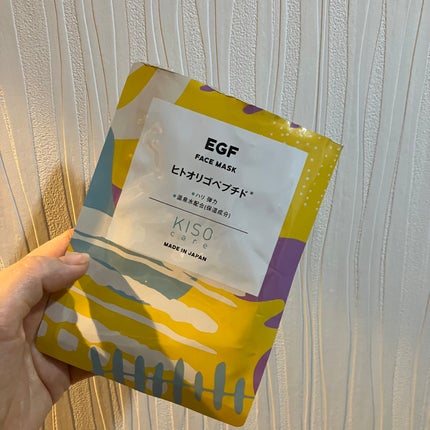 EGF
FACE MASK
ヒトオリゴペプチド*
*ハリ 弾力
*温泉水配合(保湿成分)
KISO
care
MADE IN JAPAN